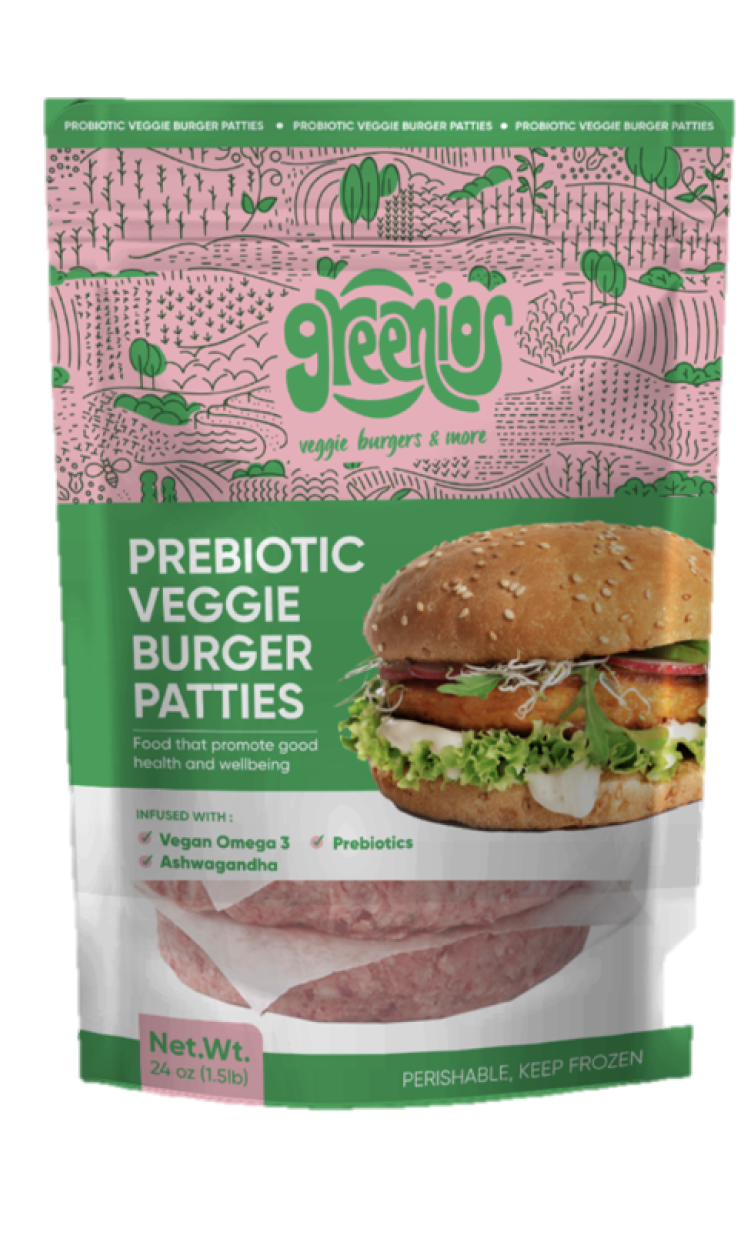 PROBIOTIC VEGGIE BURGER PATTIES • PROBIOTIC VEGGIE BURGER PATTIES • PROBIOTIC VEGGIE BURGER PATTIES
greenios
veggie burgers & more
PREBIOTIC
VEGGIE
BURGER
PATTIES
Food that promote good
health and wellbeing
INFUSED WITH :
Vegan Omega 3 Prebiotics
Ashwagandha
Net.Wt.
24 oz (1.5lb)
PERISHABLE, KEEP FROZEN